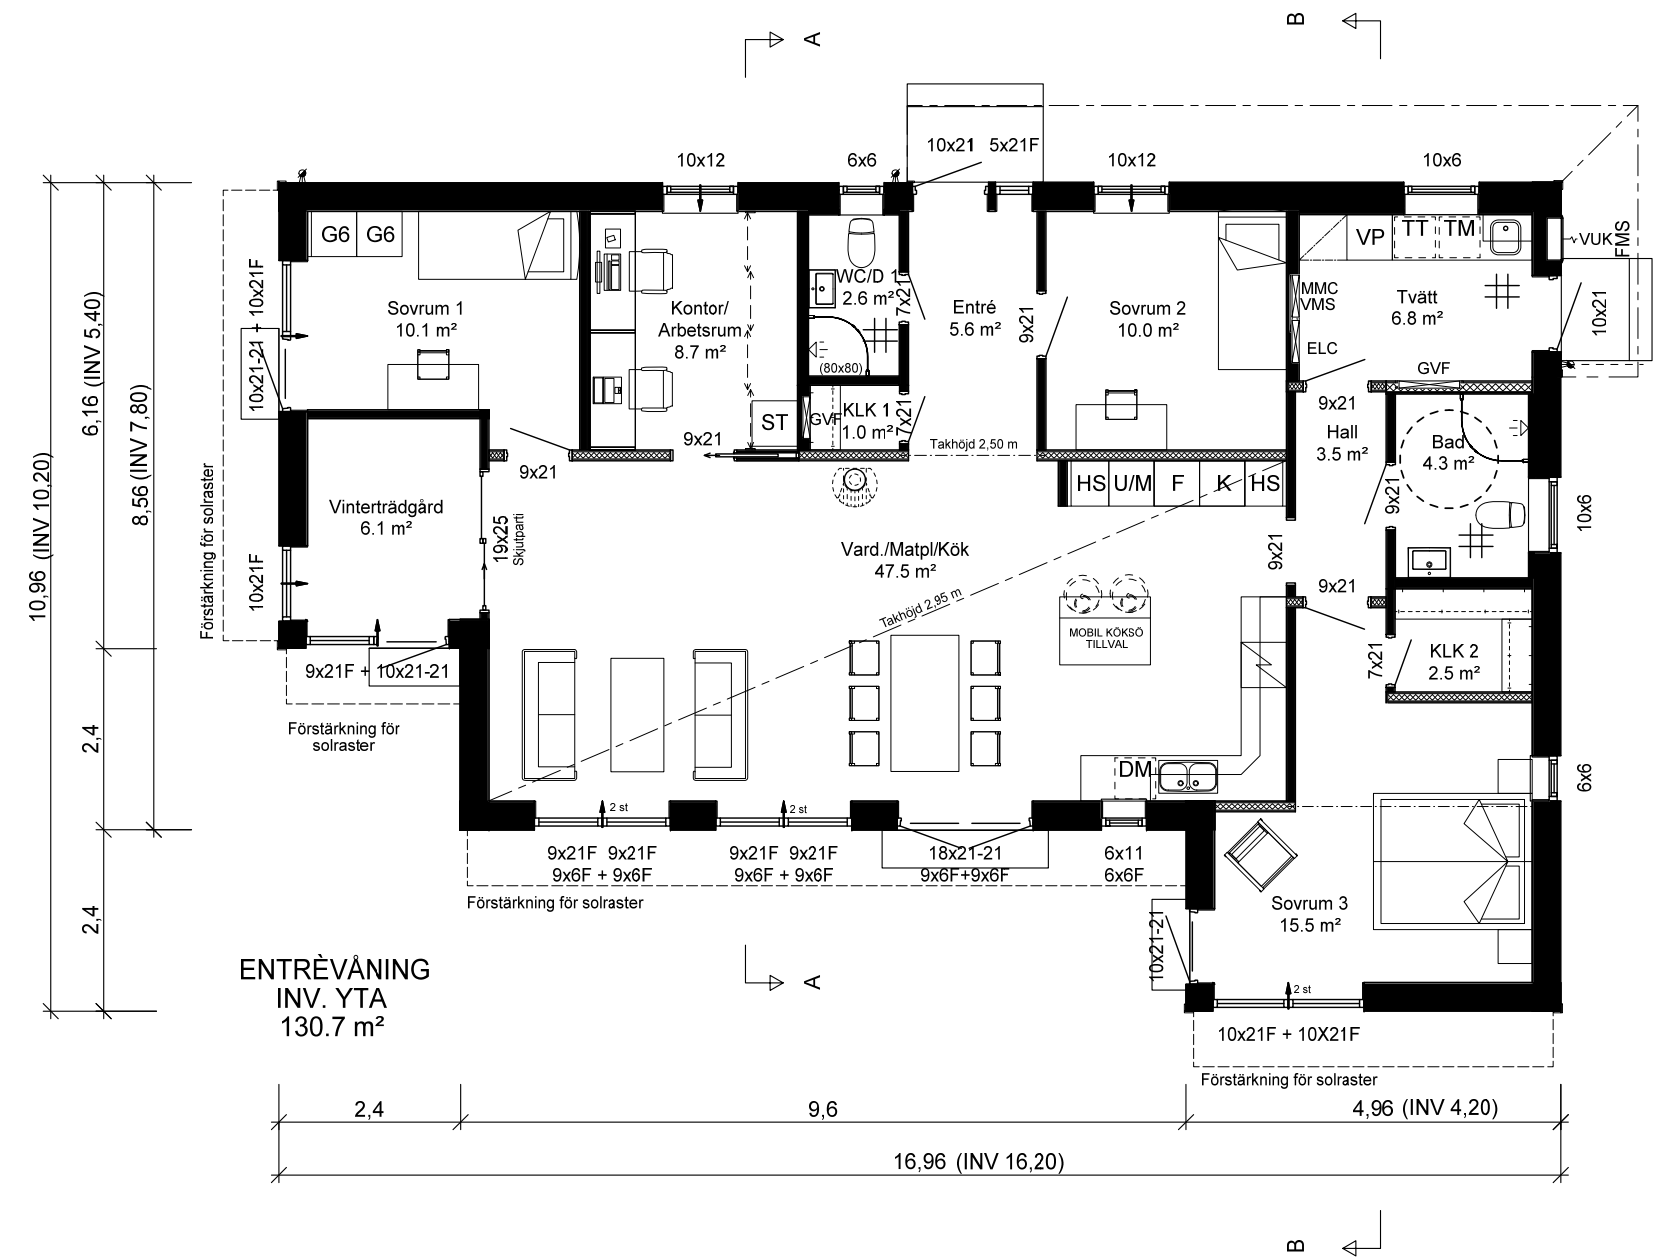 B
A
10x21 5x21F
10x12
6x6
10x12
10x6
G6
G6
VP
TT
TM
VUK
FMS
10x21-21 + 10x21F
Sovrum 1
10.1 m²
Kontor/
Arbetsrum
8.7 m²
WC/D 1
2.6 m²
7x21
(80x80)
Entré
5.6 m²
9x21
Sovrum 2
10.0 m²
MMC
VMS
ELC
Tvätt
6.8 m²
10x21
GVF
ST
GVF
KLK 1
1.0 m²
7x21
9x21
9x21
9x21
Hall
3.5 m²
Bad
4.3 m²
9x21
10x6
Takhöjd 2,50 m
HS
U/M
F
K
HS
Vinterträdgård
6.1 m²
10x21F
19x25
Skjutparti
Vard./Matpl/Kök
47.5 m²
Takhöjd 2,95 m
9x21
9x21
MOBIL KÖKSÖ
TILLVAL
7x21
KLK 2
2.5 m²
Förstärkning för solraster
9x21F + 10x21-21
Förstärkning för
solraster
DM
6x6
2 st
2 st
9x21F 9x21F
9x6F + 9x6F
9x21F 9x21F
9x6F + 9x6F
18x21-21
9x6F+9x6F
6x11
6x6F
Förstärkning för solraster
Sovrum 3
15.5 m²
10x21-21
2 st
10x21F + 10X21F
Förstärkning för solraster
10,96 (INV 10,20)
6,16 (INV 5,40)
8,56 (INV 7,80)
2,4
2,4
ENTRÈVÅNING
INV. YTA
130.7 m²
A
2,4
9,6
4,96 (INV 4,20)
16,96 (INV 16,20)
B